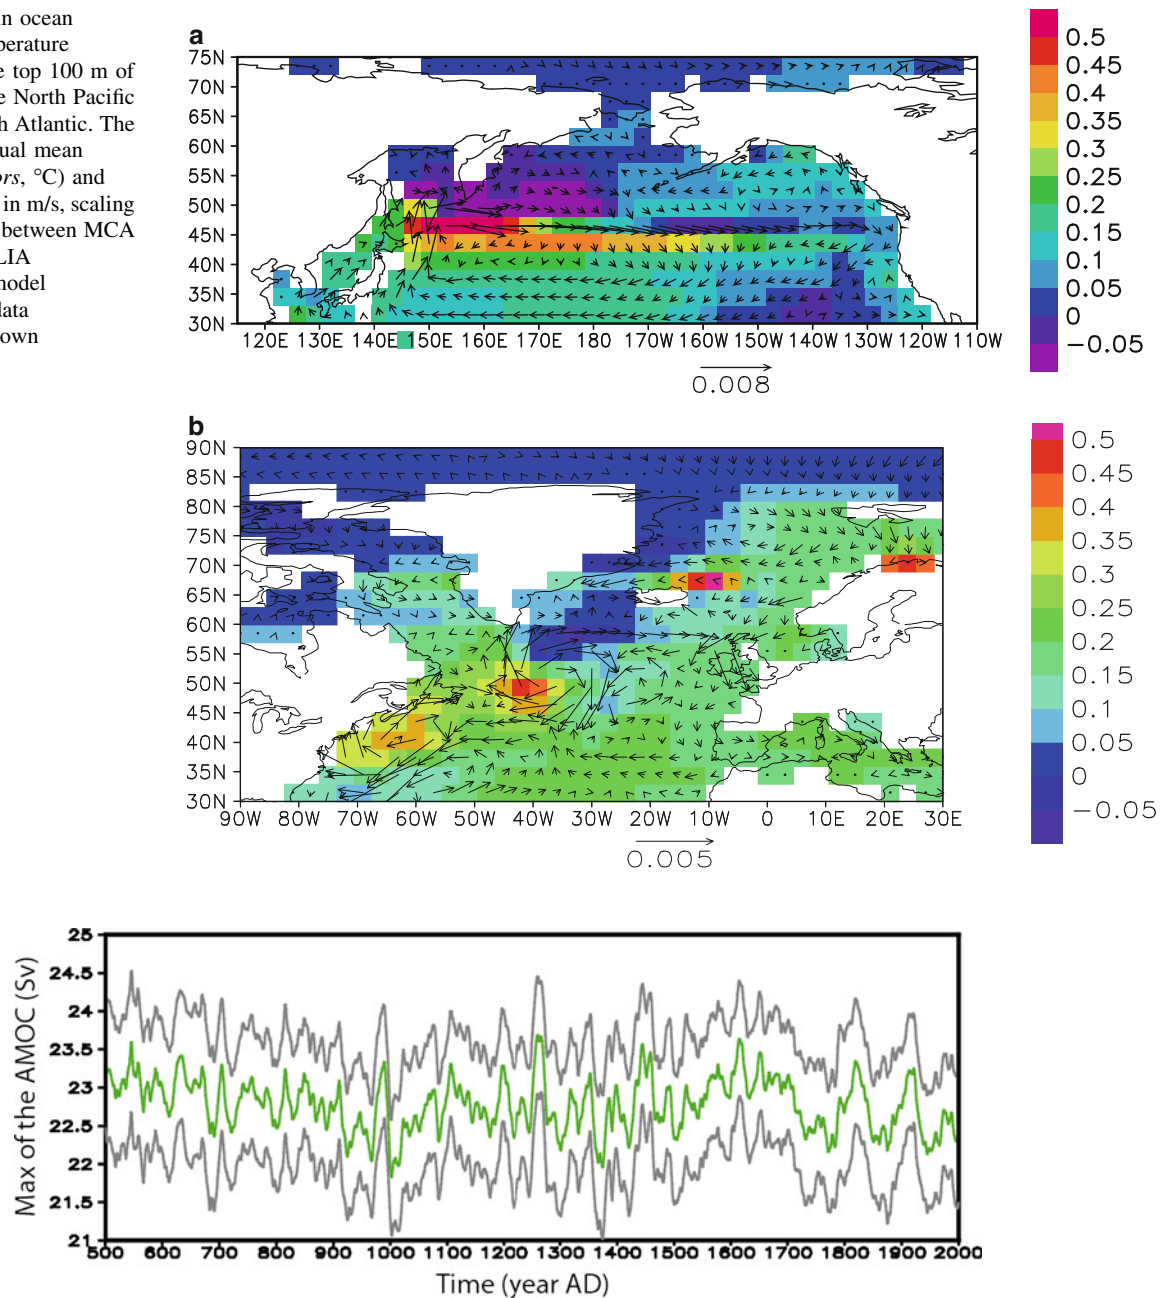 in ocean
perature
e top 100 m of
e North Pacific
h Atlantic. The
ual mean
ors, °C) and
in m/s, scaling
between MCA
LIA
model
data
own
a
75N
70N
65N
60N
55N
50N
45N
40N
35N
30N
120E 130E 140E 150E 160E 170E 180 170W 160W 150W 140W 130W 120W 110W
0.008
0.5
0.45
0.4
0.35
0.3
0.25
0.2
0.15
0.1
0.05
0
−0.05
b
90N
85N
80N
75N
70N
65N
60N
55N
50N
45N
40N
35N
30N
90W 80W 70W 60W 50W 40W 30W 20W 10W 0 10E 20E 30E
0.005
0.5
0.45
0.4
0.35
0.3
0.25
0.2
0.15
0.1
0.05
0
−0.05
Max of the AMOC (Sv)
25
24.5
24
23.5
23
22.5
22
21.5
21
500 600 700 800 900 1000 1100 1200 1300 1400 1500 1600 1700 1800 1900 2000
Time (year AD)